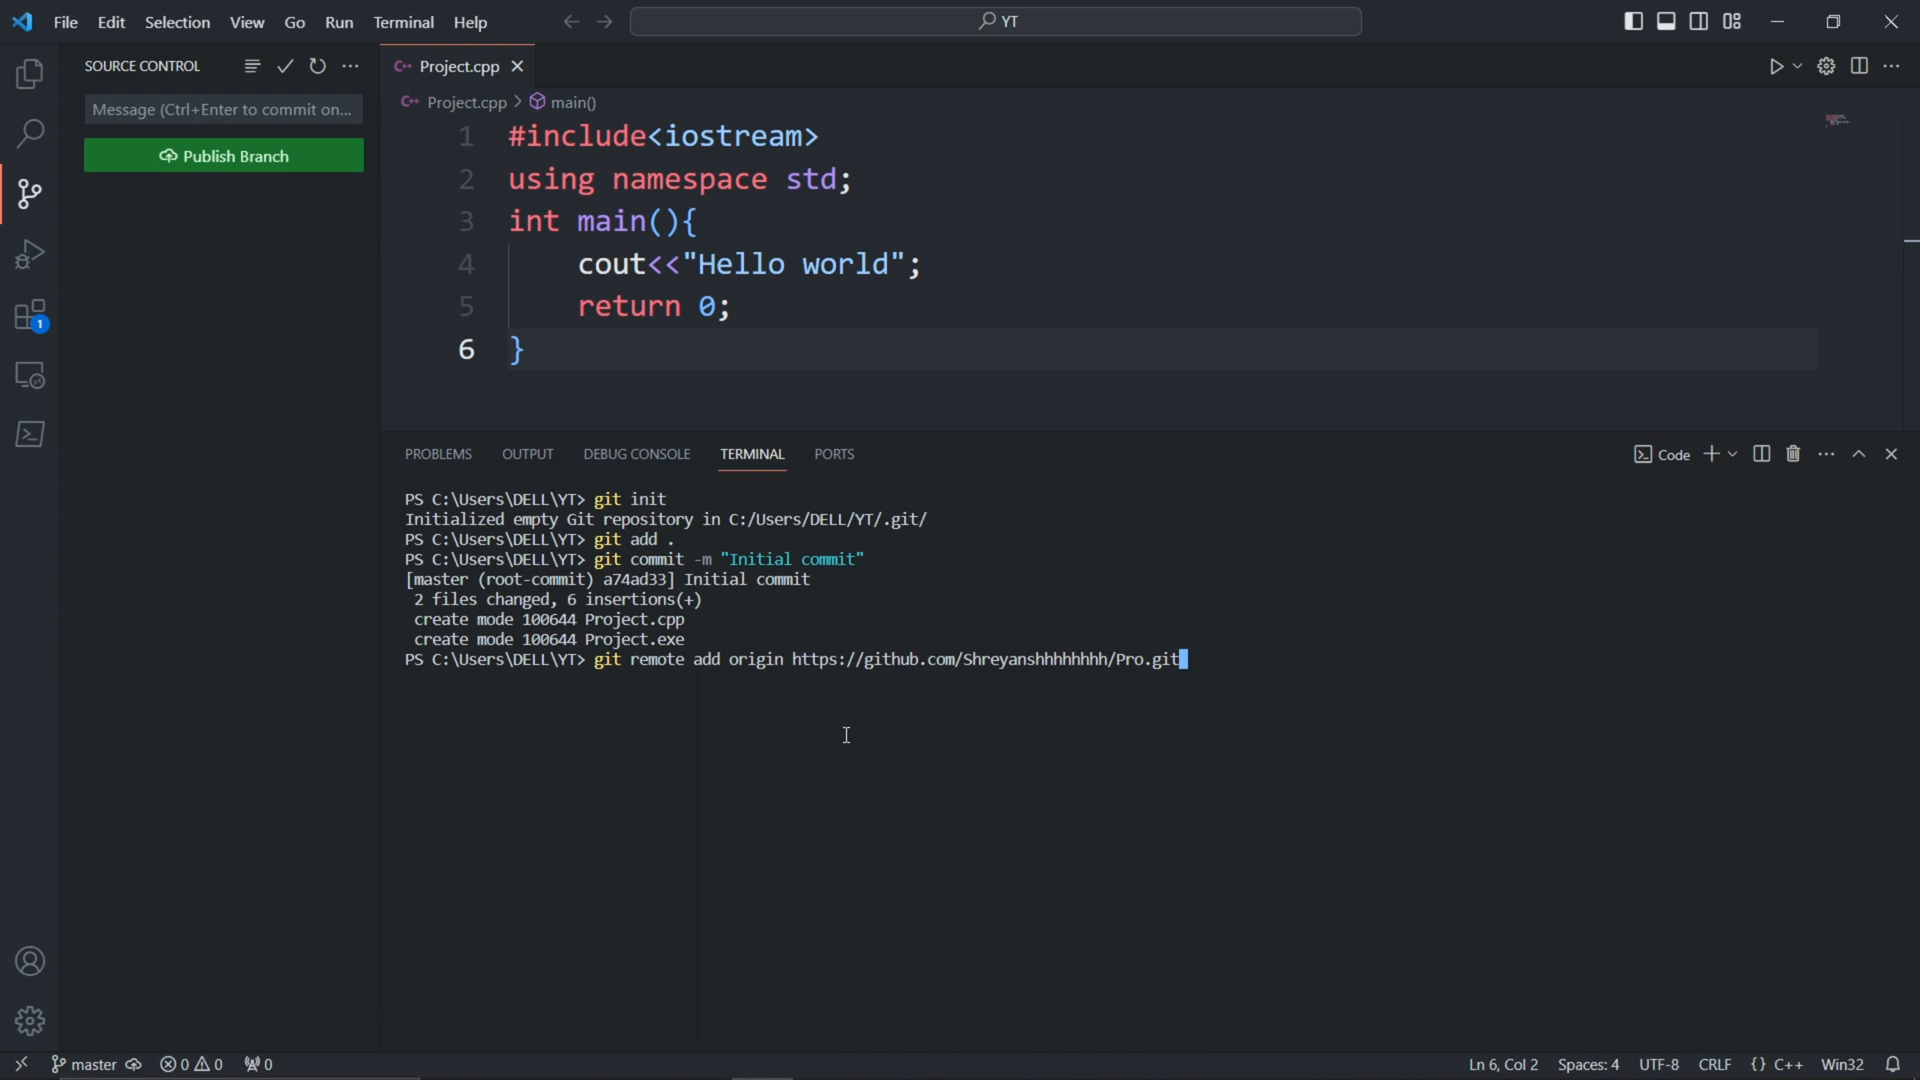 File Edit Selection View Go Run Terminal Help
YT
SOURCE CONTROL
Message (Ctrl+Enter to commit on...
Publish Branch
1
Project.cpp
Project.cpp > main()
1 #include<iostream>
2 using namespace std;
3 int main(){
4 cout<<"Hello world";
5 return 0;
6 }
PROBLEMS OUTPUT DEBUG CONSOLE TERMINAL PORTS
Code
PS C:\Users\DELL\YT> git init
Initialized empty Git repository in C:/Users/DELL/YT/.git/
PS C:\Users\DELL\YT> git add .
PS C:\Users\DELL\YT> git commit -m "Initial commit"
[master (root-commit) a74ad33] Initial commit
2 files changed, 6 insertions(+)
create mode 100644 Project.cpp
create mode 100644 Project.exe
PS C:\Users\DELL\YT> git remote add origin https://github.com/Shreyanshhhhhhhh/Pro.git
master 0 0 0
Ln 6, Col 2 Spaces: 4 UTF-8 CRLF {} C++ Win32